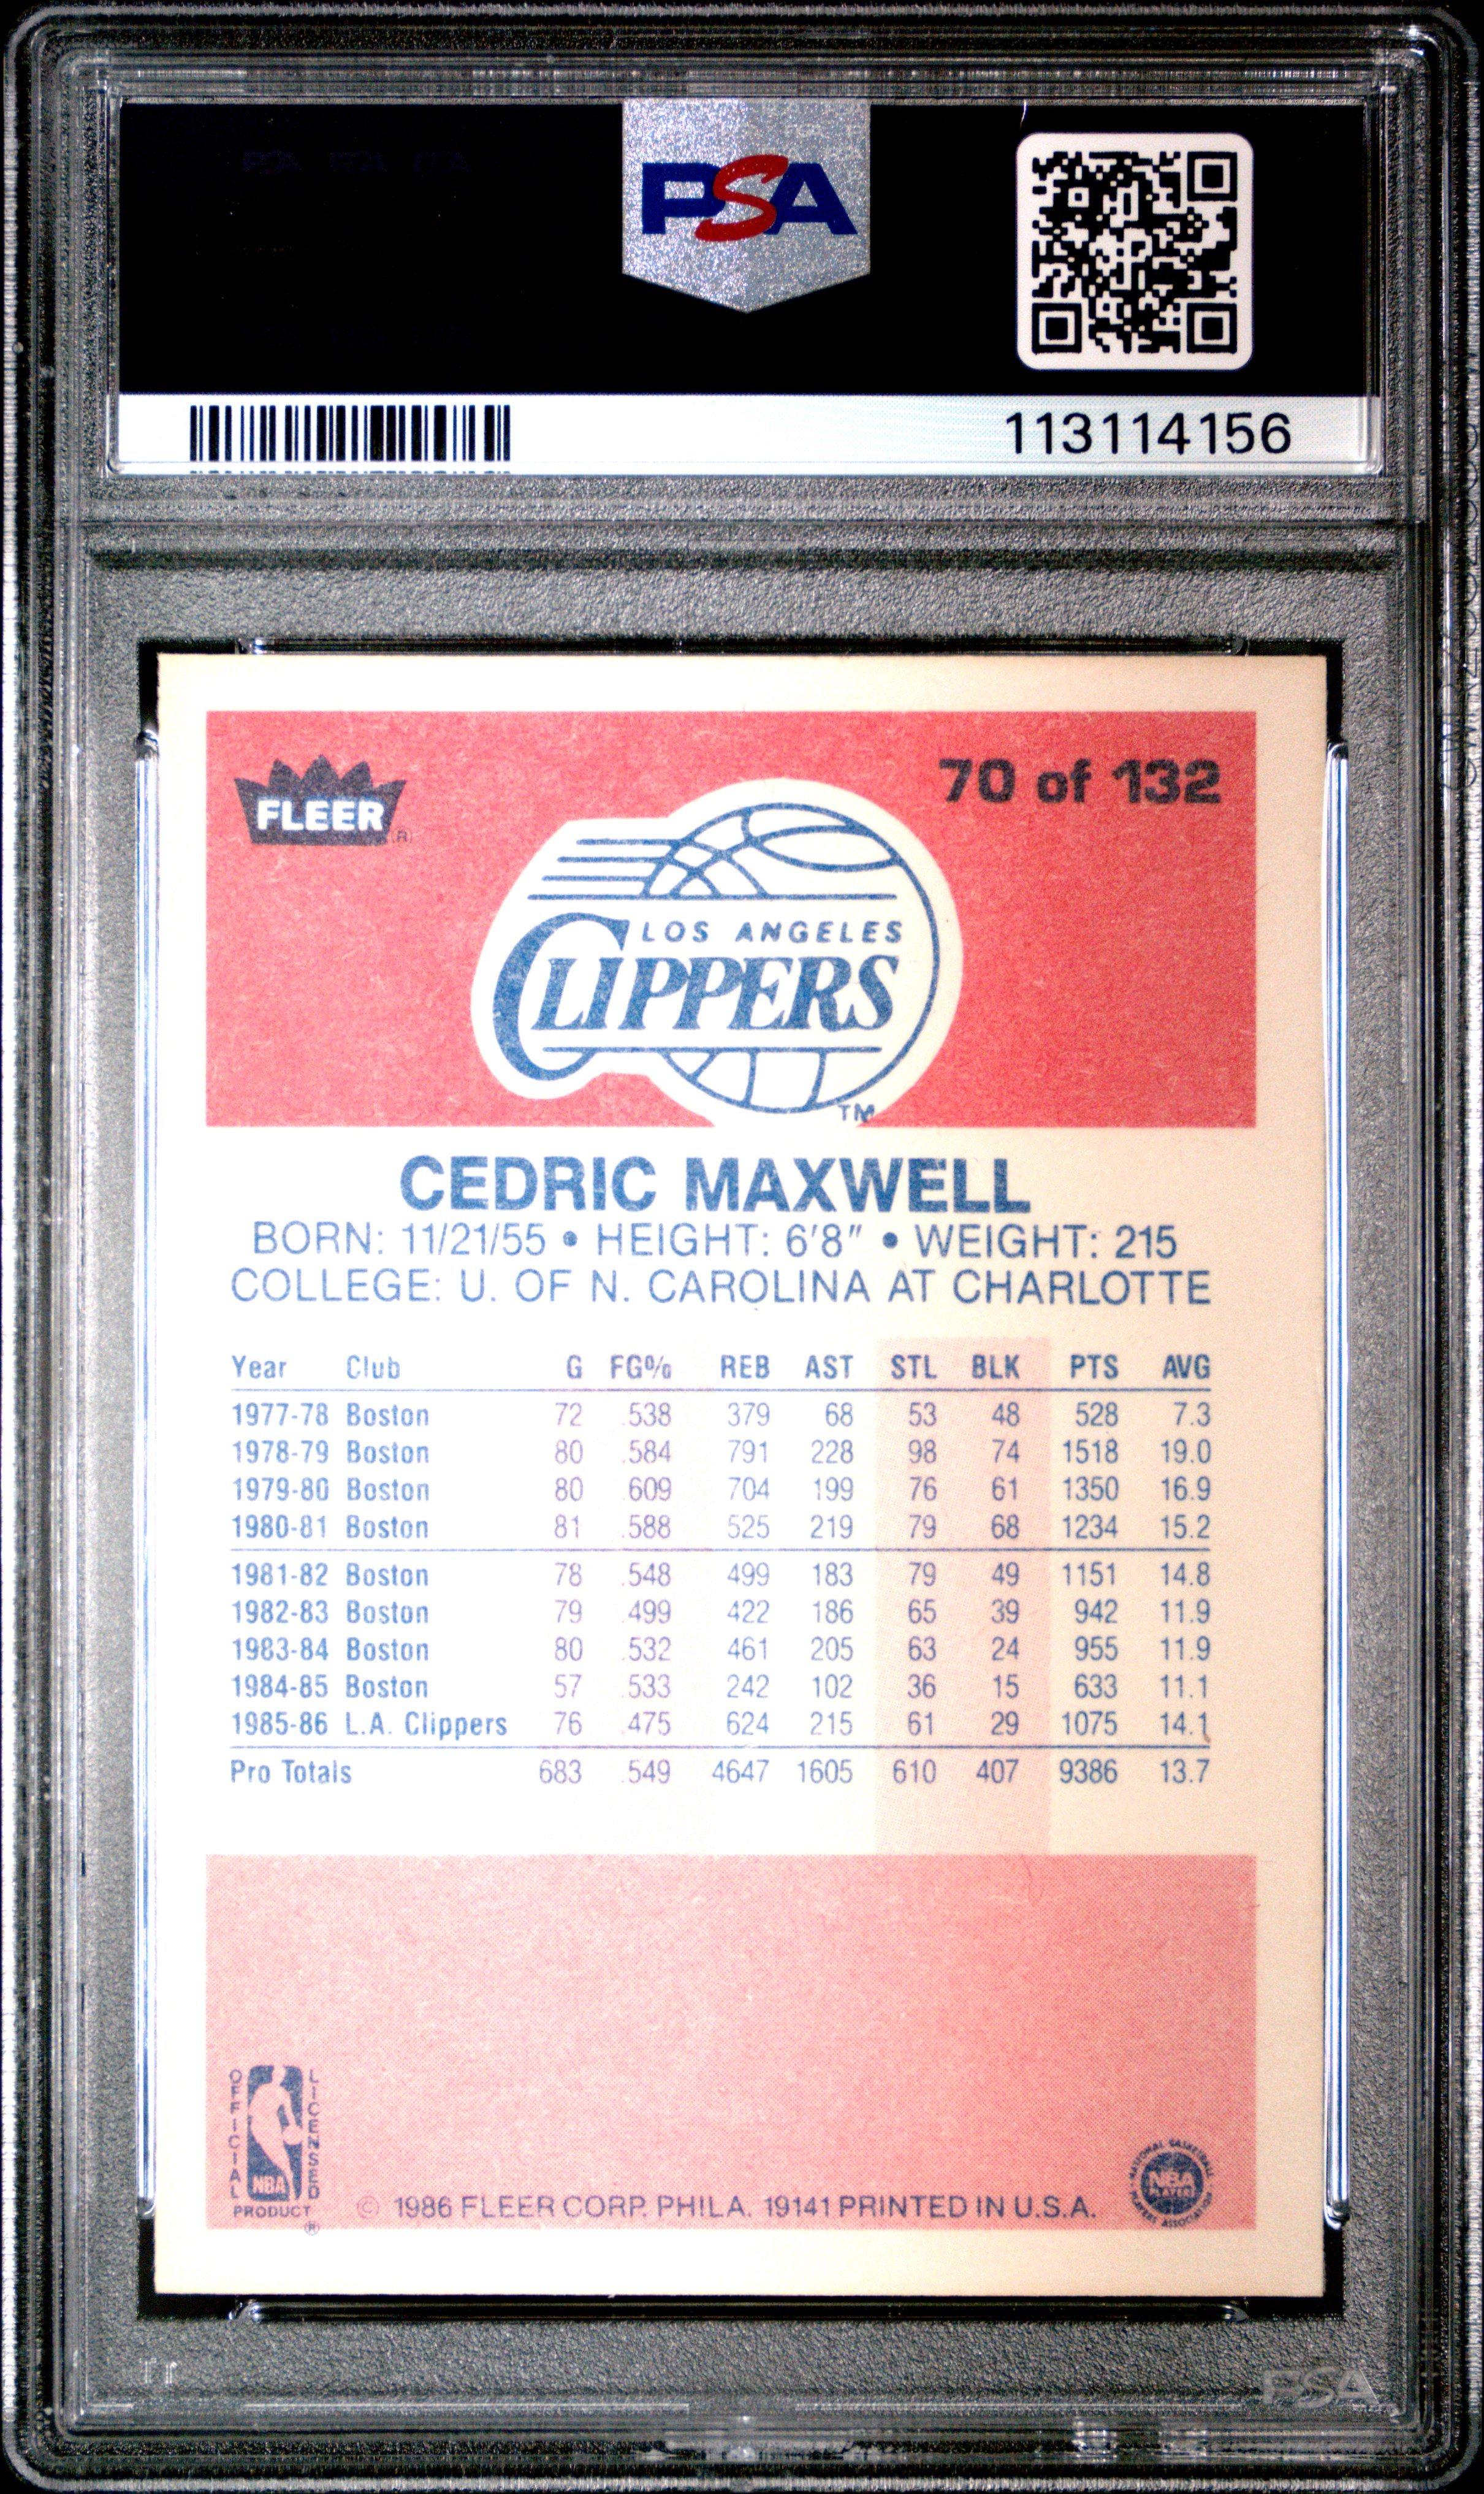 PSA
113114156
FLEER ®
70 of 132
LOS ANGELES
CLIPPERS
TM
CEDRIC MAXWELL
BORN: 11/21/55 • HEIGHT: 6'8" • WEIGHT: 215
COLLEGE: U. OF N. CAROLINA AT CHARLOTTE
Year Club G FG% REB AST STL BLK PTS AVG
1977-78 Boston 72 .538 379 68 53 48 528 7.3
1978-79 Boston 80 .584 791 228 98 74 1518 19.0
1979-80 Boston 80 .609 704 199 76 61 1350 16.9
1980-81 Boston 81 .588 525 219 79 68 1234 15.2
1981-82 Boston 78 .548 499 183 79 49 1151 14.8
1982-83 Boston 79 .499 422 186 65 39 942 11.9
1983-84 Boston 80 .532 461 205 63 24 955 11.9
1984-85 Boston 57 .533 242 102 36 15 633 11.1
1985-86 L.A. Clippers 76 .475 624 215 61 29 1075 14.1
Pro Totals 683 .549 4647 1605 610 407 9386 13.7
OFFICIAL
LICENSED
NBA
PRODUCT ®
© 1986 FLEER CORP. PHILA. 19141 PRINTED IN U.S.A.
NATIONAL BASKETBALL
NBA
PLAYERS
PLAYERS ASSOCIATION
PSA